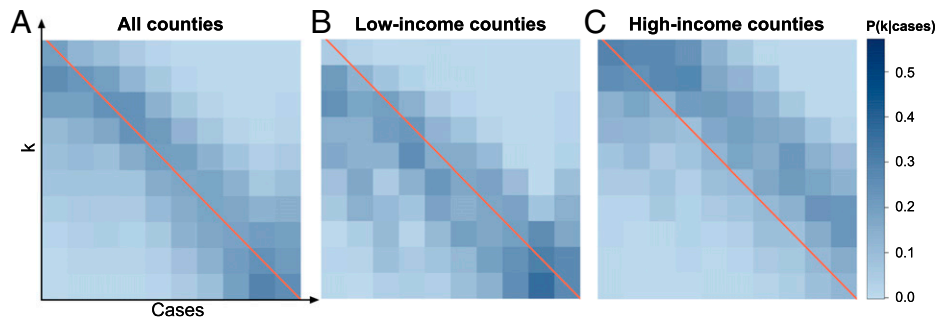 A All counties
B Low-income counties
C High-income counties
P(k|cases)
0.5
0.4
0.3
0.2
0.1
0.0
k
Cases